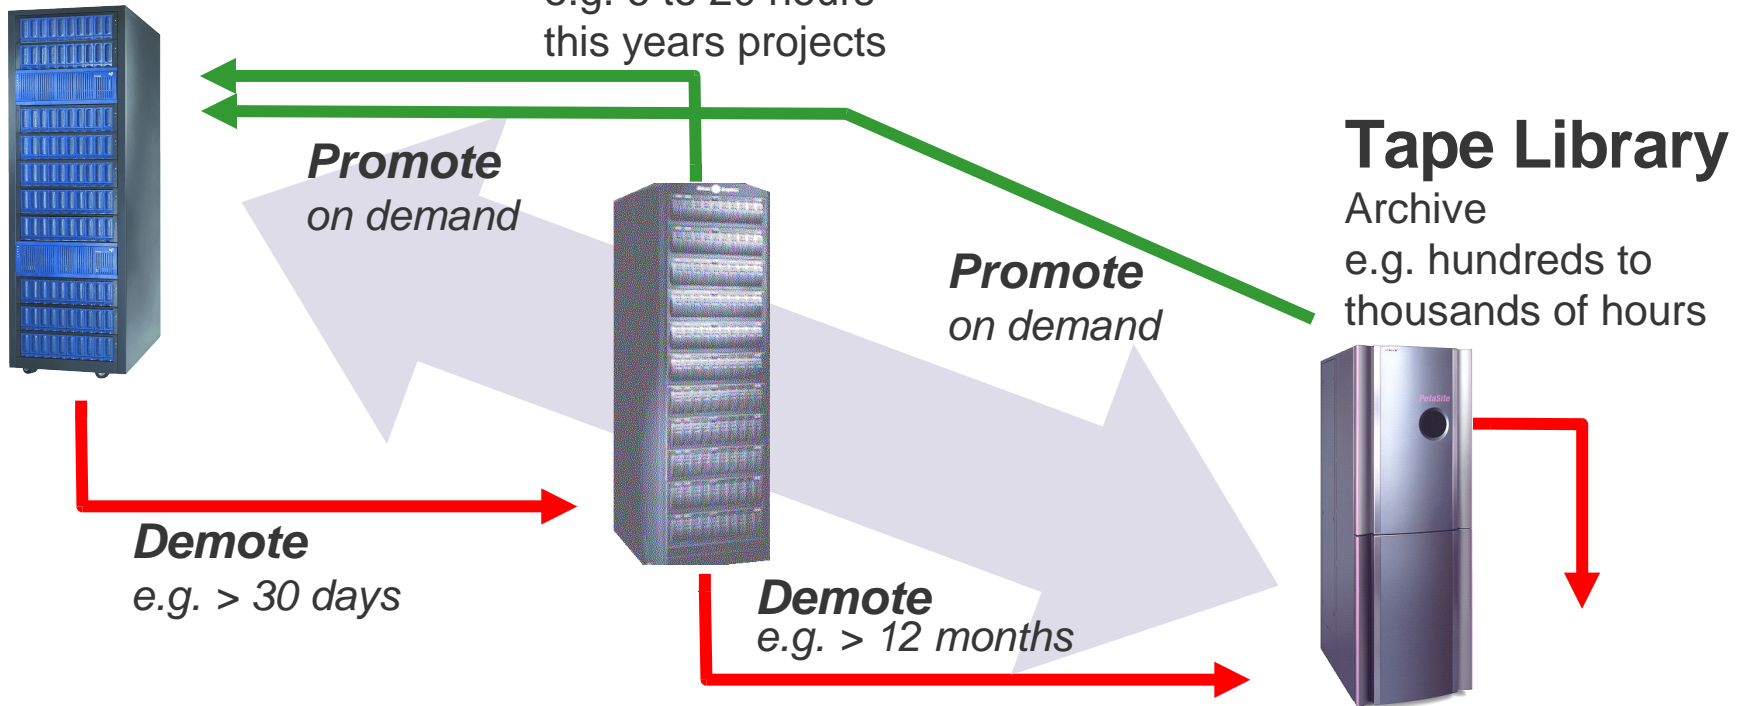 this years projects
Promote
on demand
Tape Library
Archive
e.g. hundreds to
thousands of hours
Promote
on demand
PetaSite
Demote
e.g. > 30 days
Demote
e.g. > 12 months